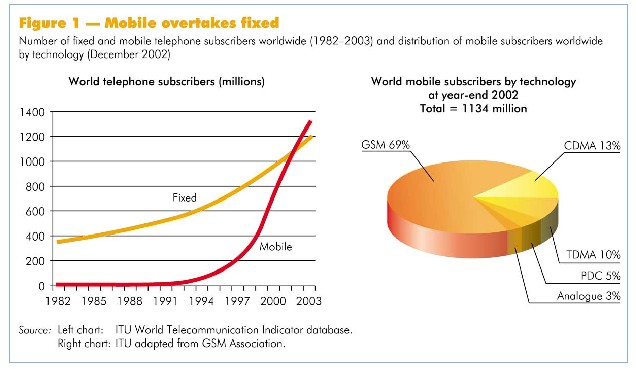 Figure 1 — Mobile overtakes fixed
Number of fixed and mobile telephone subscribers worldwide (1982–2003) and distribution of mobile subscribers worldwide
by technology (December 2002)
World telephone subscribers (millions)
1400
1200
1000
800
600
400
200
0
Fixed
Mobile
1982 1985 1988 1991 1994 1997 2000 2003
World mobile subscribers by technology
at year-end 2002
Total = 1134 million
GSM 69%
CDMA 13%
TDMA 10%
PDC 5%
Analogue 3%
Source: Left chart: ITU World Telecommunication Indicator database.
Right chart: ITU adapted from GSM Association.